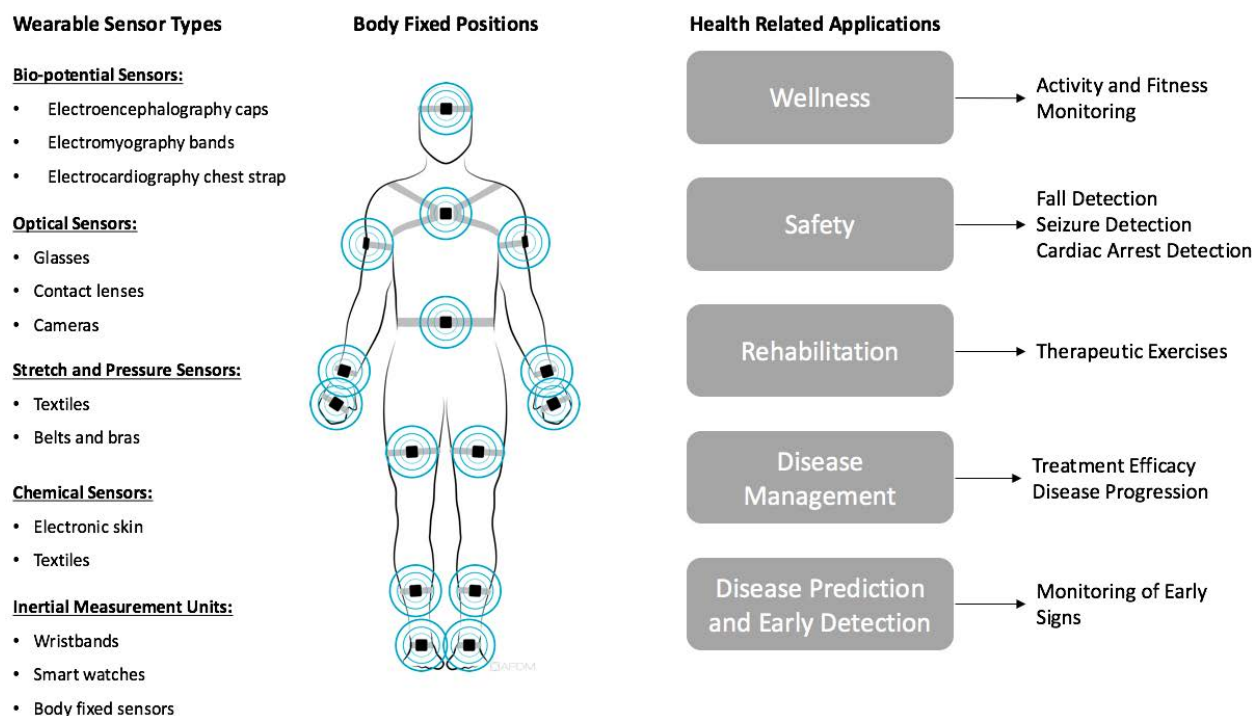 Wearable Sensor Types
Bio-potential Sensors:
• Electroencephalography caps
• Electromyography bands
• Electrocardiography chest strap
Optical Sensors:
• Glasses
• Contact lenses
• Cameras
Stretch and Pressure Sensors:
• Textiles
• Belts and bras
Chemical Sensors:
• Electronic skin
• Textiles
Inertial Measurement Units:
• Wristbands
• Smart watches
• Body fixed sensors
Body Fixed Positions
Health Related Applications
Wellness
Activity and Fitness
Monitoring
Safety
Fall Detection
Seizure Detection
Cardiac Arrest Detection
Rehabilitation
Therapeutic Exercises
Disease
Management
Treatment Efficacy
Disease Progression
Disease Prediction
and Early Detection
Monitoring of Early
Signs